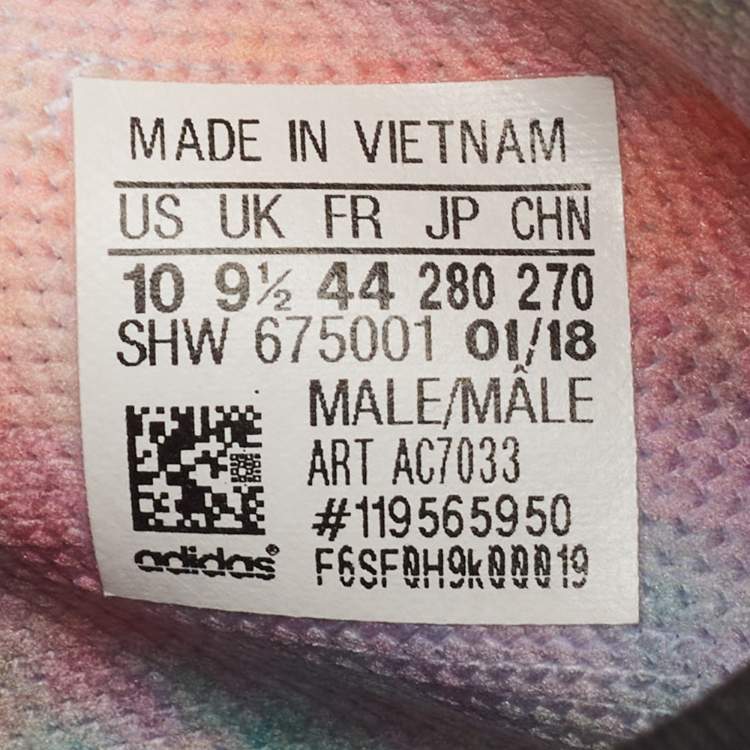 MADE IN VIETNAM
US UK FR JP CHN
10 9½ 44 280 270
SHW 675001 01/18
MALE/MÂLE
ART AC7033
#119565950
adidas®
F6SF0H9k00019